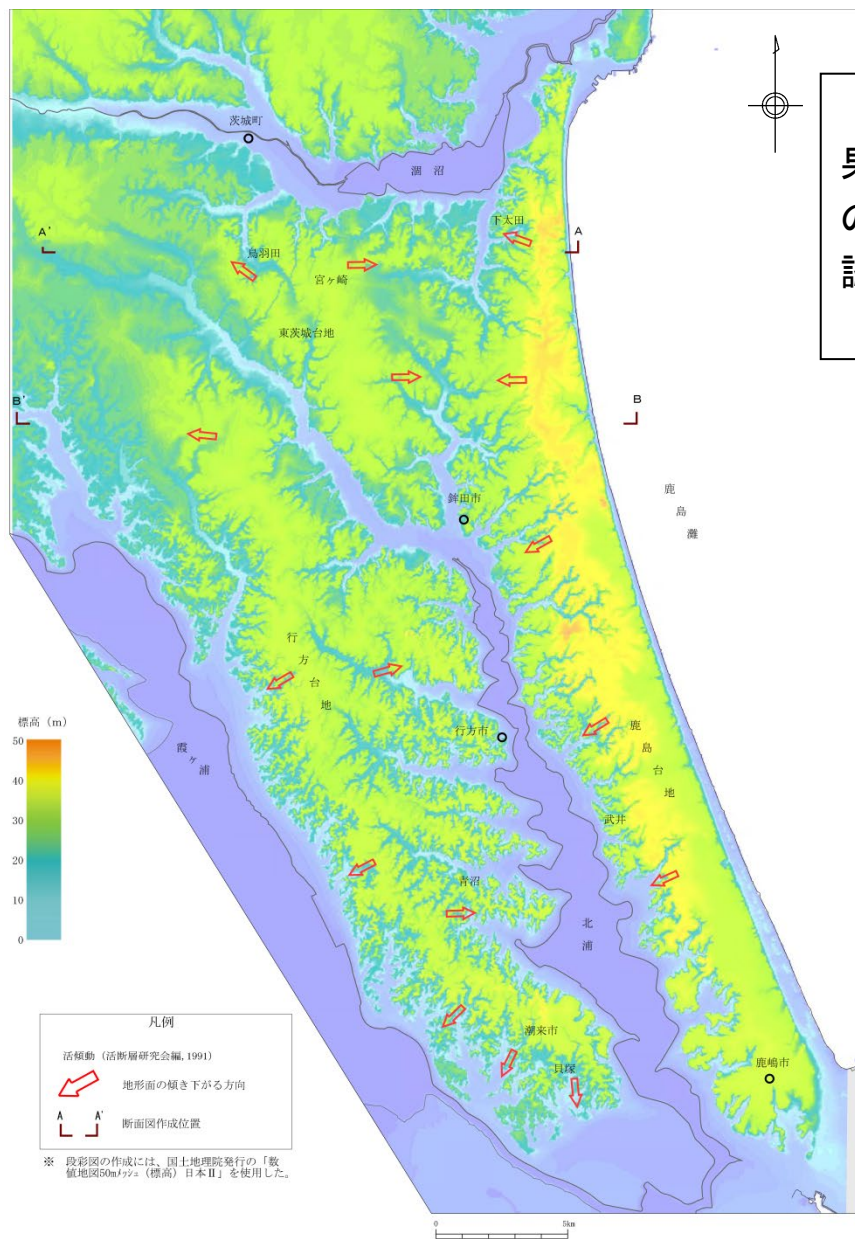 茨城町
涸沼
下太田
A'
A
鳥羽田
宮ヶ崎
東茨城台地
B'
B
鹿島灘
鉾田市
行方台地
標高 (m)
50
40
30
20
10
0
霞ヶ浦
行方市
鹿島台地
武井
青沼
北浦
潮来市
貝塚
鹿嶋市
凡例
活傾動 (活断層研究会編,1991)
地形面の傾き下がる方向
A A'
断面図作成位置
※ 段彩図の作成には、国土地理院発行の「数
値地図50mメッシュ (標高) 日本Ⅱ」を使用した。
0 5km
の